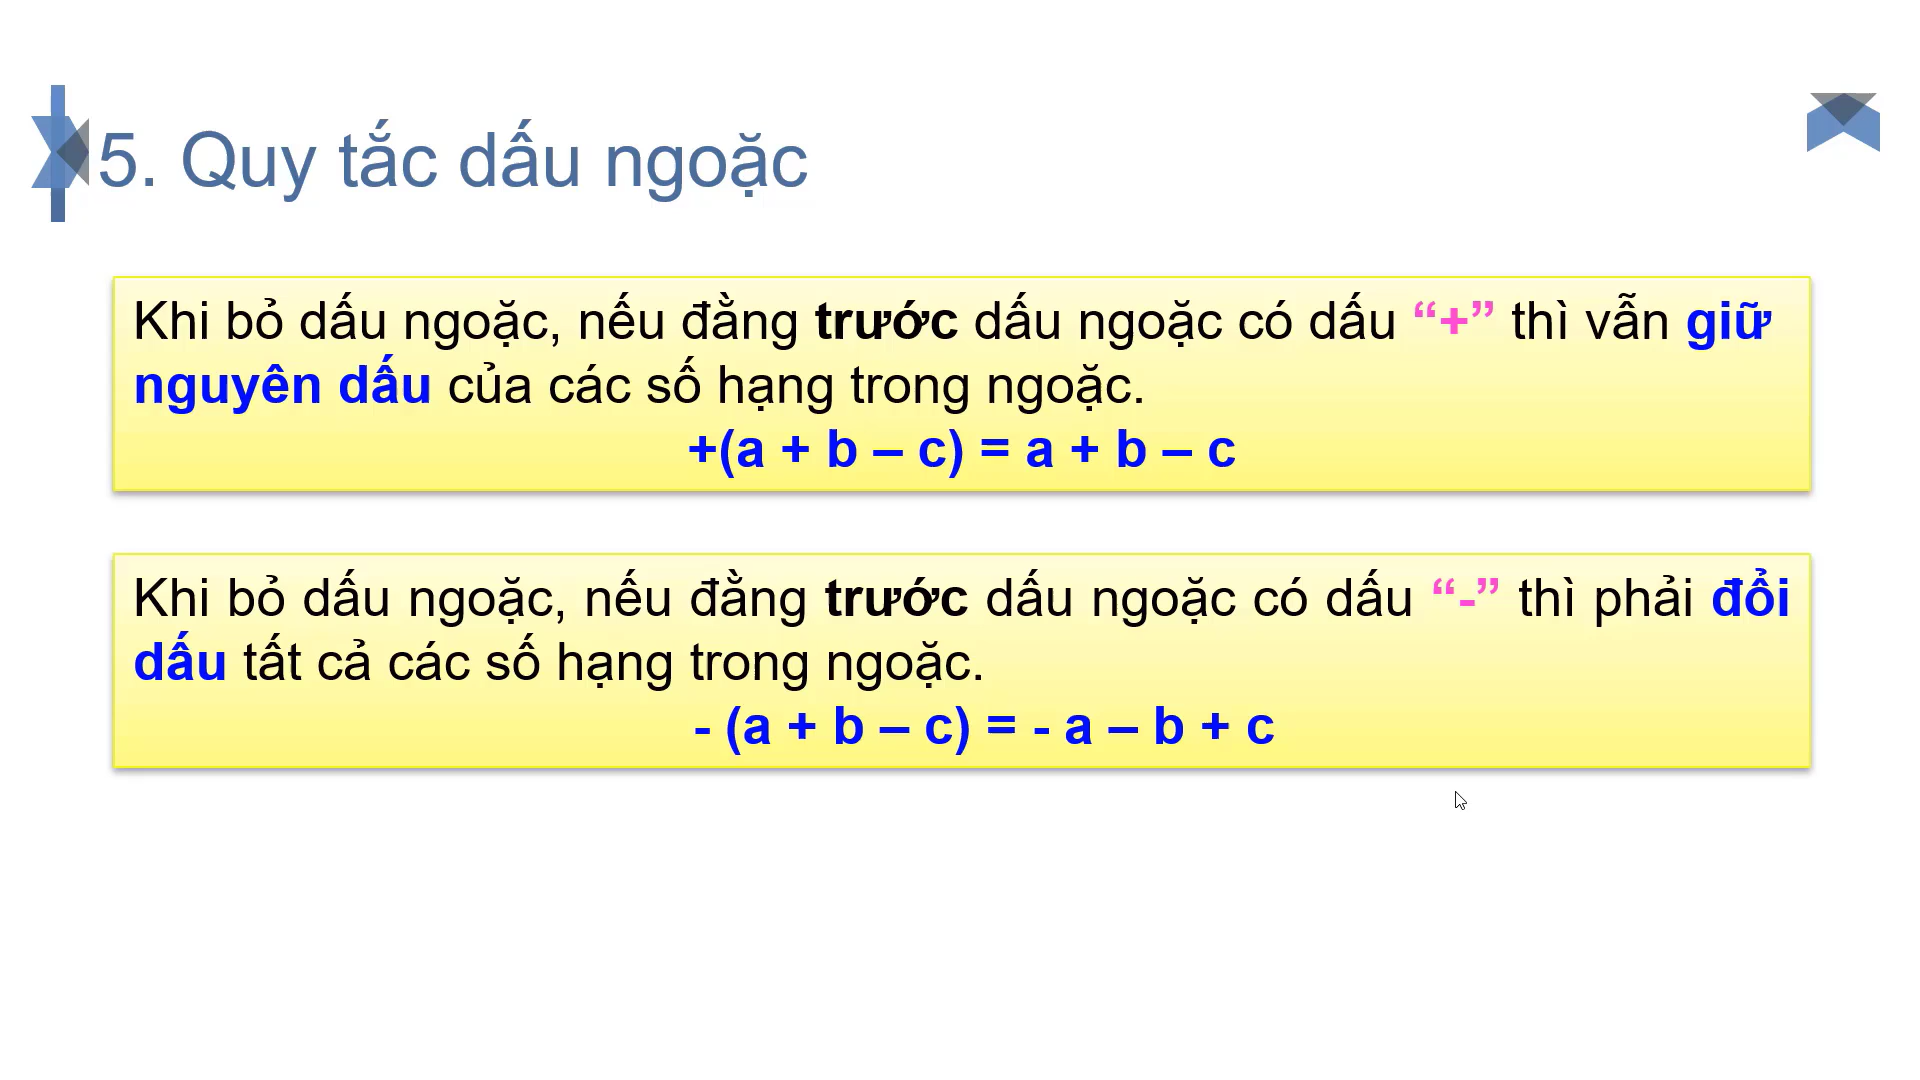 5. Quy tắc dấu ngoặc
Khi bỏ dấu ngoặc, nếu đằng trước dấu ngoặc có dấu “+” thì vẫn giữ
nguyên dấu của các số hạng trong ngoặc.
+(a + b – c) = a + b – c
Khi bỏ dấu ngoặc, nếu đằng trước dấu ngoặc có dấu “-” thì phải đổi
dấu tất cả các số hạng trong ngoặc.
- (a + b – c) = - a – b + c